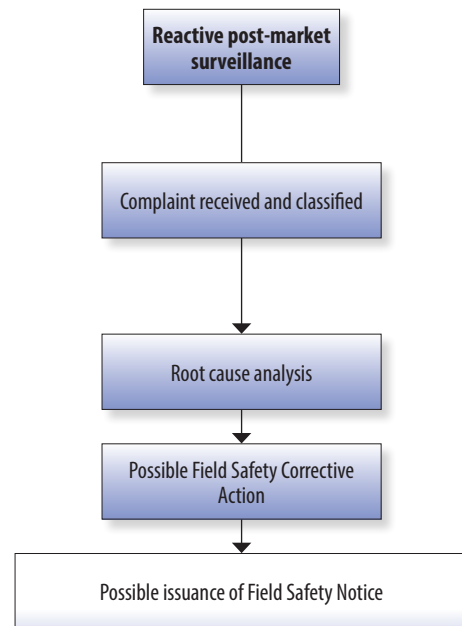 Reactive post-market
surveillance
Complaint received and classified
Root cause analysis
Possible Field Safety Corrective
Action
Possible issuance of Field Safety Notice